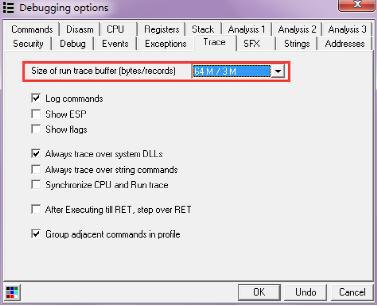 Debugging options
Commands Disasm CPU Registers Stack Analysis 1 Analysis 2 Analysis 3
Security Debug Events Exceptions Trace SFX Strings Addresses
Size of run trace buffer (bytes/records) 64 M / 3 M
Log commands
Show ESP
Show flags
Always trace over system DLLs
Always trace over string commands
Synchronize CPU and Run trace
After Executing till RET, step over RET
Group adjacent commands in profile
OK Undo Cancel